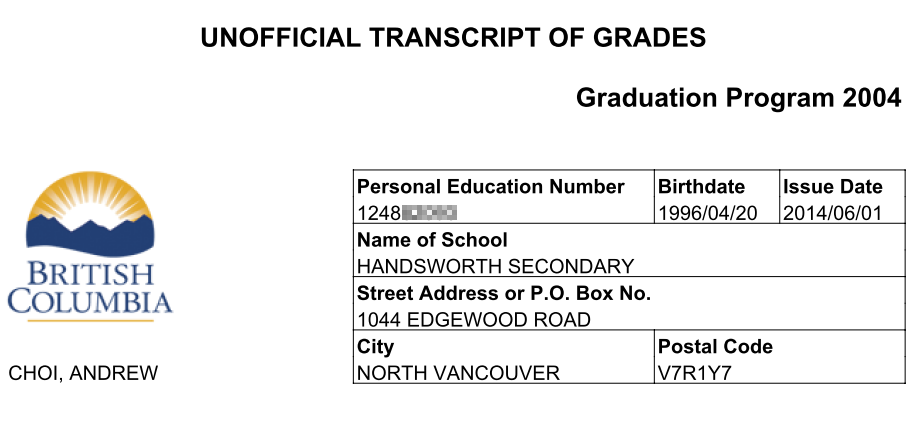 UNOFFICIAL TRANSCRIPT OF GRADES
Graduation Program 2004
Personal Education Number Birthdate Issue Date
1248 1996/04/20 2014/06/01
Name of School
HANDSWORTH SECONDARY
Street Address or P.O. Box No.
1044 EDGEWOOD ROAD
City Postal Code
NORTH VANCOUVER V7R1Y7
BRITISH
COLUMBIA
CHOI, ANDREW